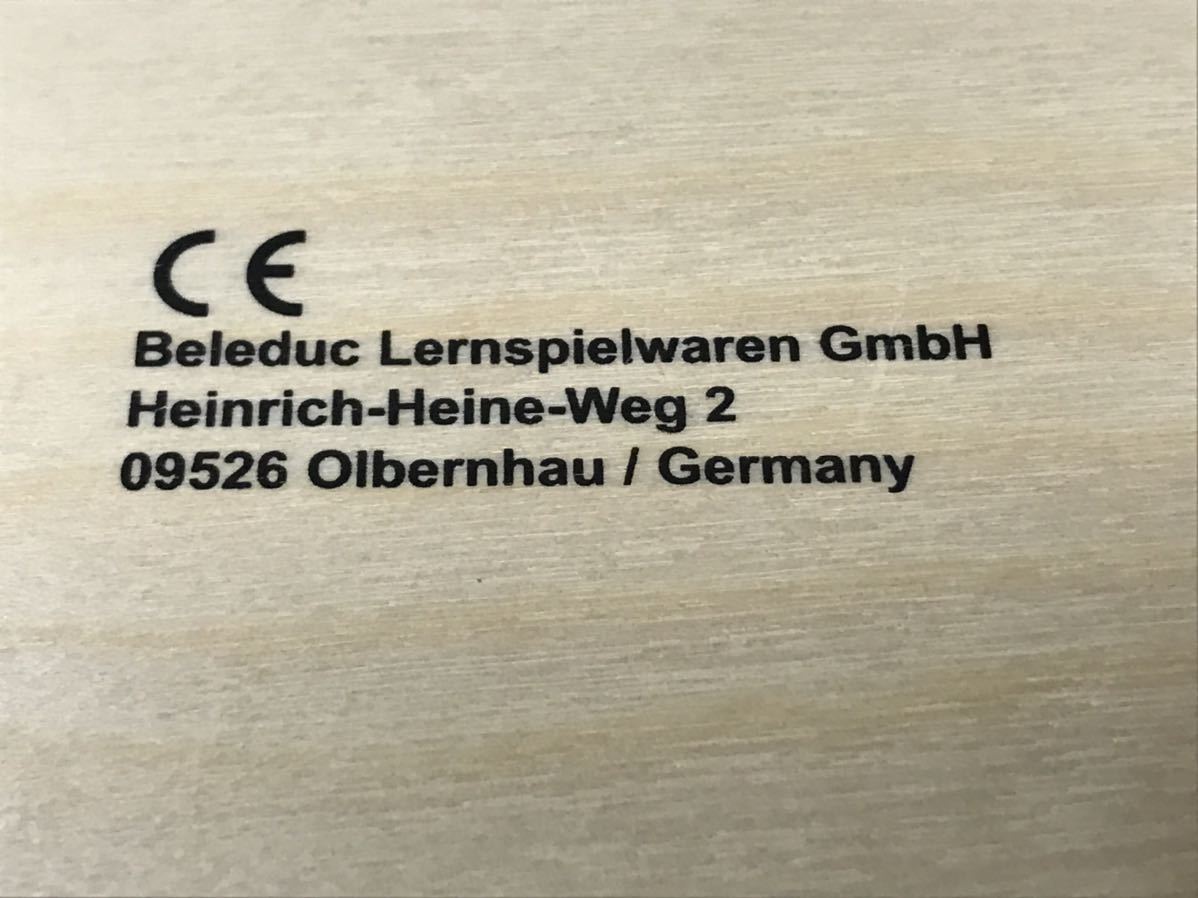 CE
Beleduc Lernspielwaren GmbH
Heinrich-Heine-Weg 2
09526 Olbernhau / Germany